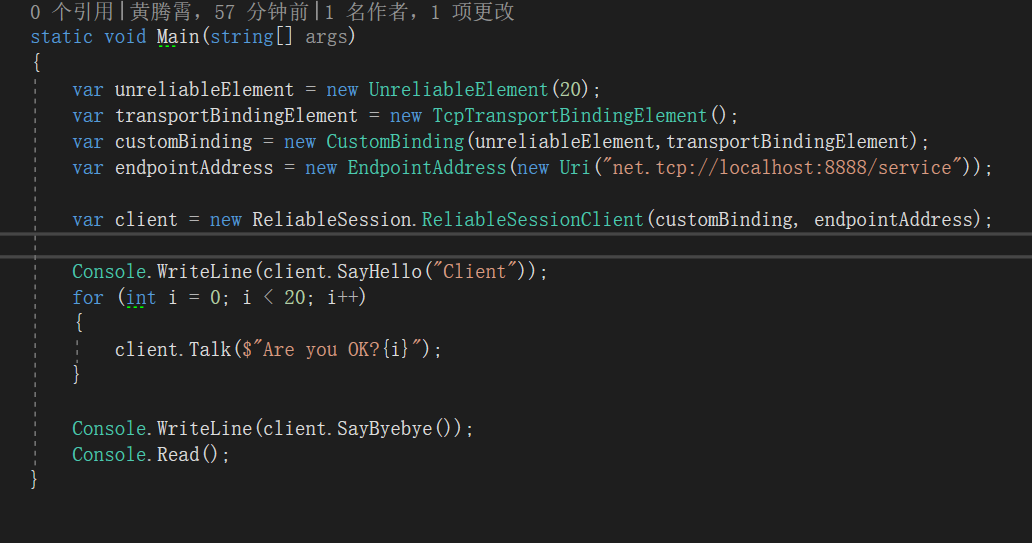 0 个引用|黄腾霄，57 分钟前|1 名作者，1 项更改
static void Main(string[] args)
{
var unreliableElement = new UnreliableElement(20);
var transportBindingElement = new TcpTransportBindingElement();
var customBinding = new CustomBinding(unreliableElement,transportBindingElement);
var endpointAddress = new EndpointAddress(new Uri("net.tcp://localhost:8888/service"));
var client = new ReliableSession.ReliableSessionClient(customBinding, endpointAddress);
Console.WriteLine(client.SayHello("Client"));
for (int i = 0; i < 20; i++)
{
client.Talk($"Are you OK?{i}");
}
Console.WriteLine(client.SayByebye());
Console.Read();
}